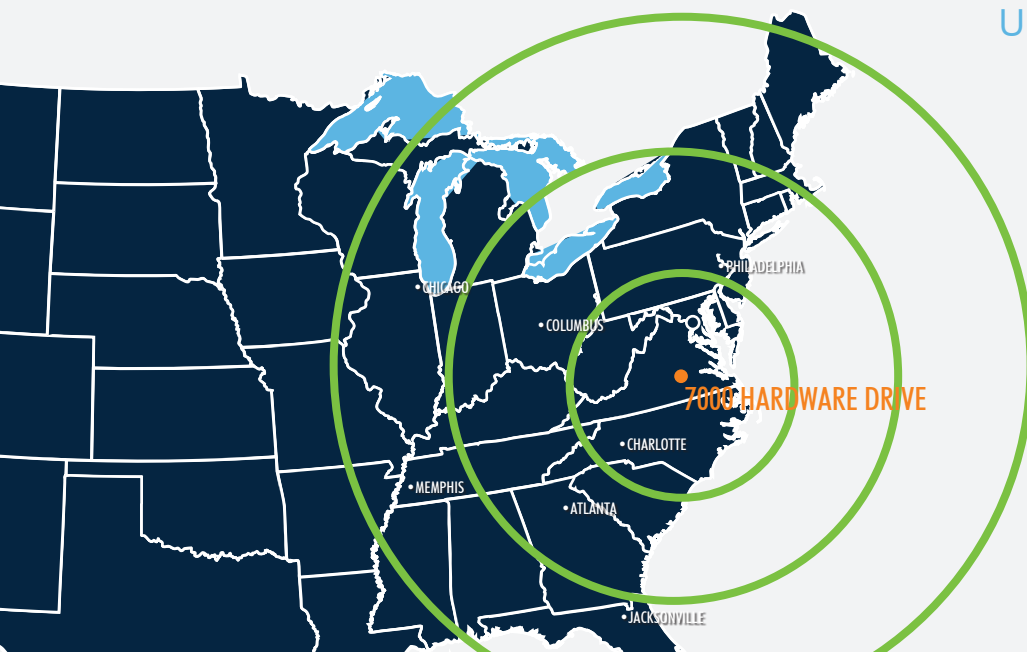 U
PHILADELPHIA
CHICAGO
COLUMBUS
7000 HARDWARE DRIVE
CHARLOTTE
MEMPHIS
ATLANTA
JACKSONVILLE